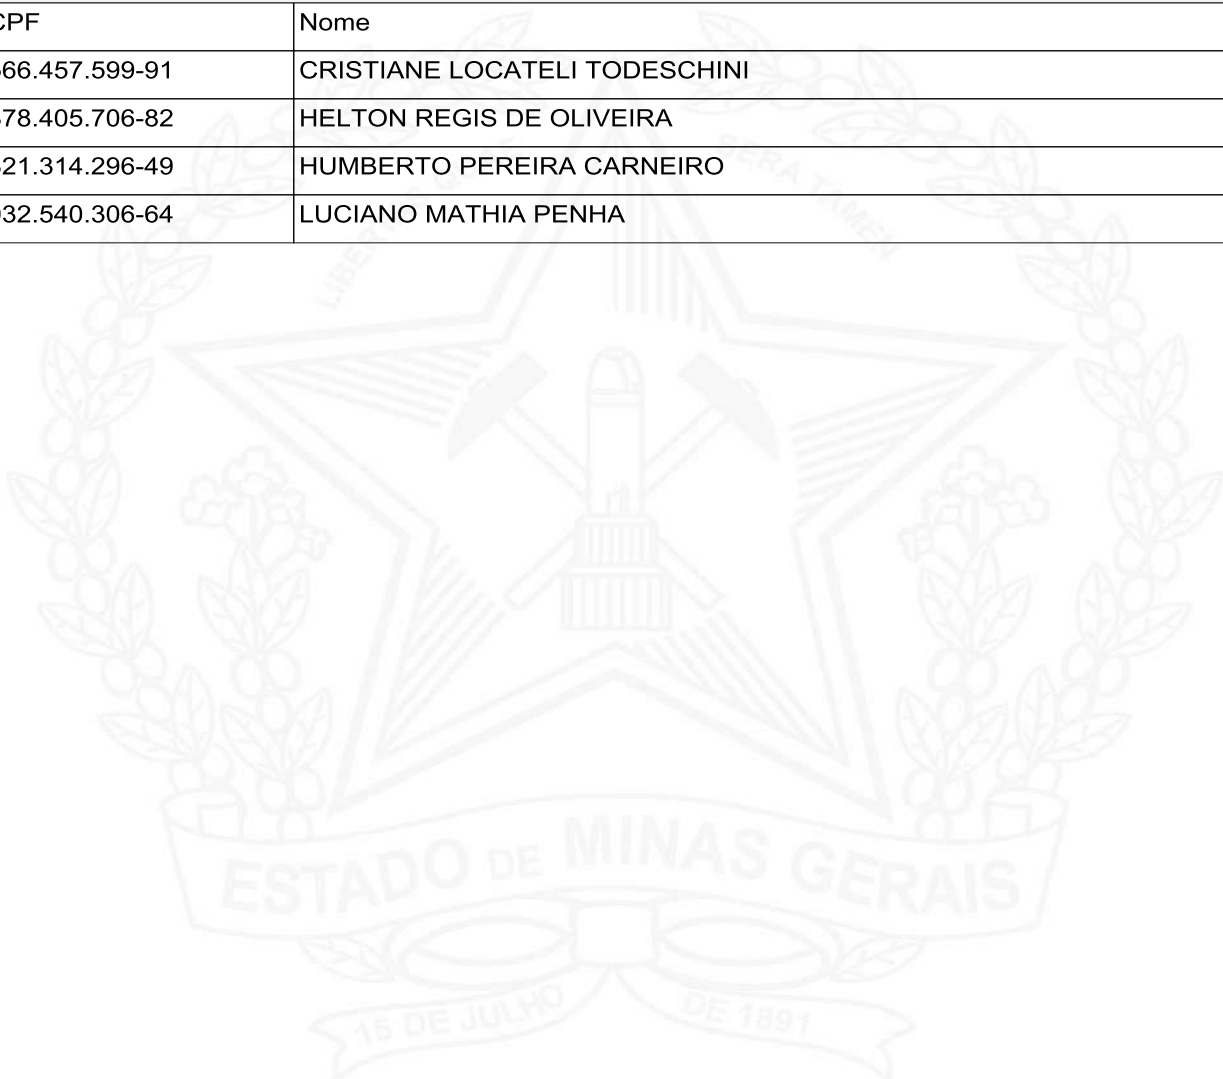 CPF Nome
66.457.599-91 CRISTIANE LOCATELI TODESCHINI
78.405.706-82 HELTON REGIS DE OLIVEIRA
21.314.296-49 HUMBERTO PEREIRA CARNEIRO
32.540.306-64 LUCIANO MATHIA PENHA
SERA TAMEN
ESTADO DE MINAS GERAIS
15 DE JULHO DE 1891